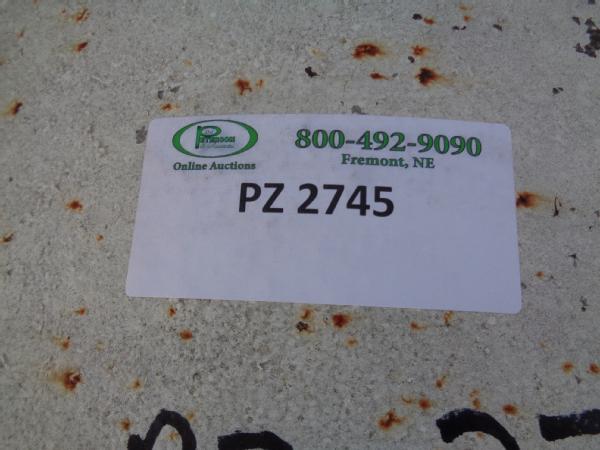 800-492-9090
Fremont, NE
Online Auctions
PZ 2745